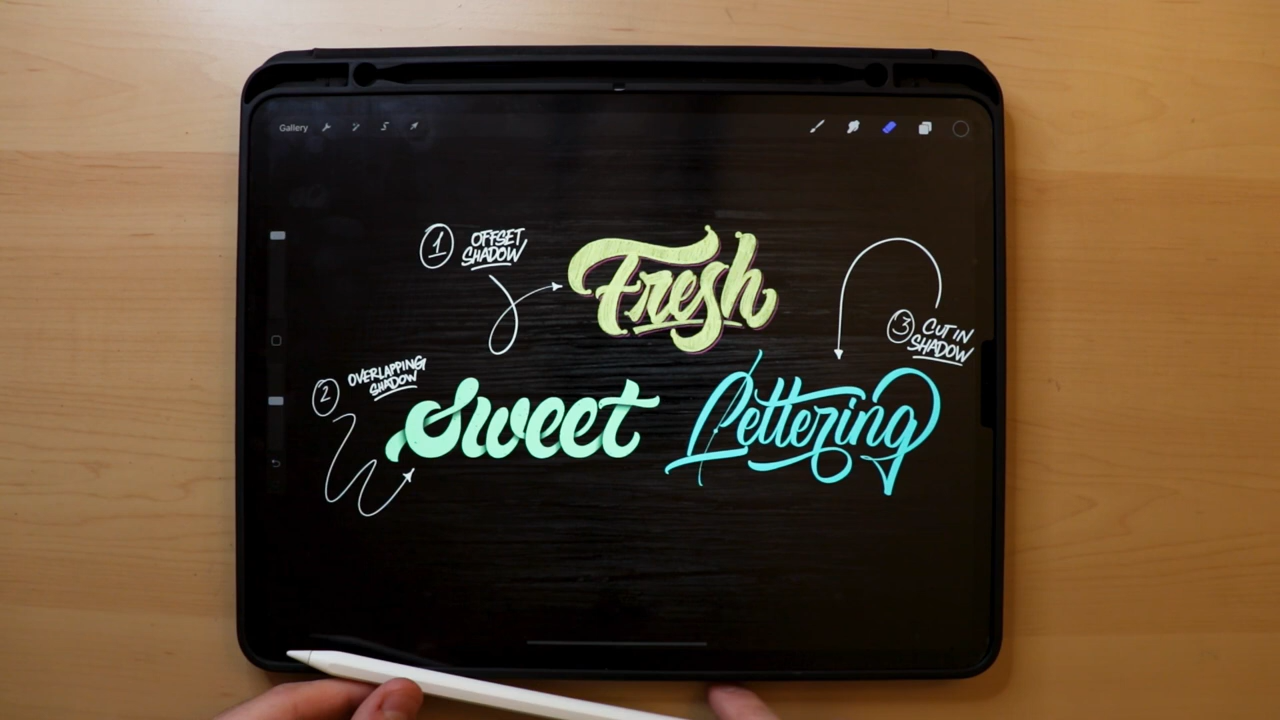 Gallery
1 OFFSET
SHADOW
Fresh
2 OVERLAPPING
SHADOW
Sweet
3 CUT IN
SHADOW
Lettering